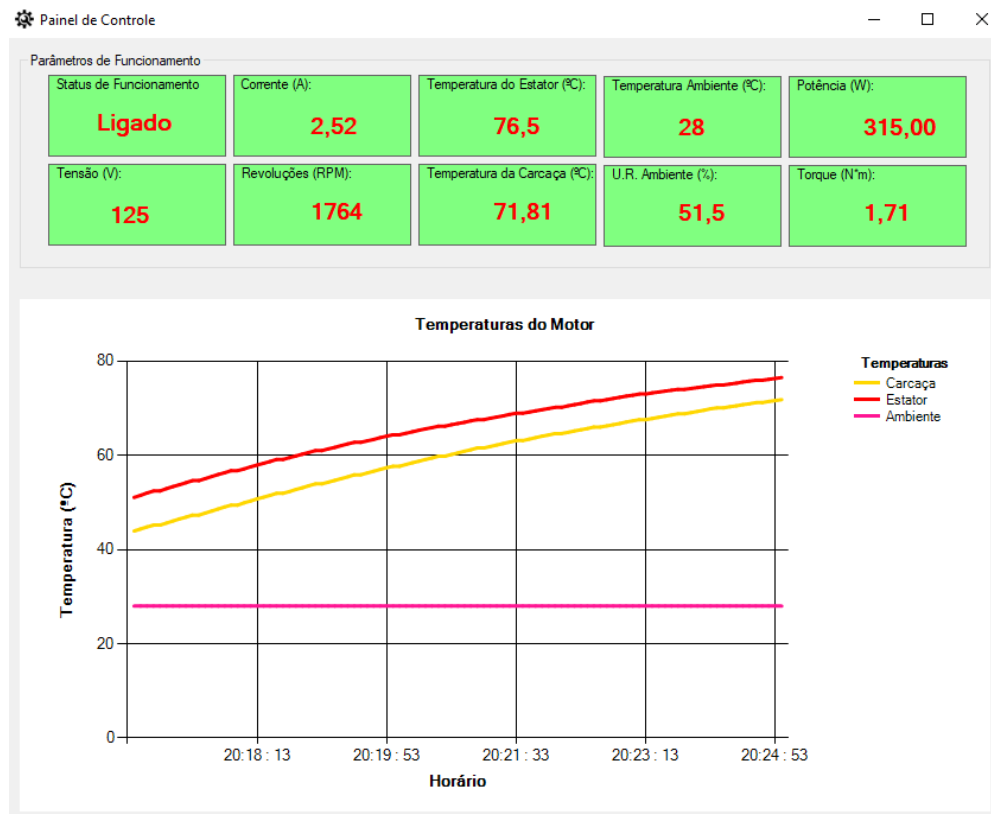 Painel de Controle
Parâmetros de Funcionamento
Status de Funcionamento
Ligado
Corrente (A):
2,52
Temperatura do Estator (ºC):
76,5
Temperatura Ambiente (ºC):
28
Potência (W):
315,00
Tensão (V):
125
Revoluções (RPM):
1764
Temperatura da Carcaça (ºC):
71,81
U.R. Ambiente (%):
51,5
Torque (N*m):
1,71
Temperaturas do Motor
Temperaturas
Carcaça
Estator
Ambiente
Temperatura (ºC)
80
60
40
20
0
20:18 : 13
20:19 : 53
20:21 : 33
20:23 : 13
20:24 : 53
Horário